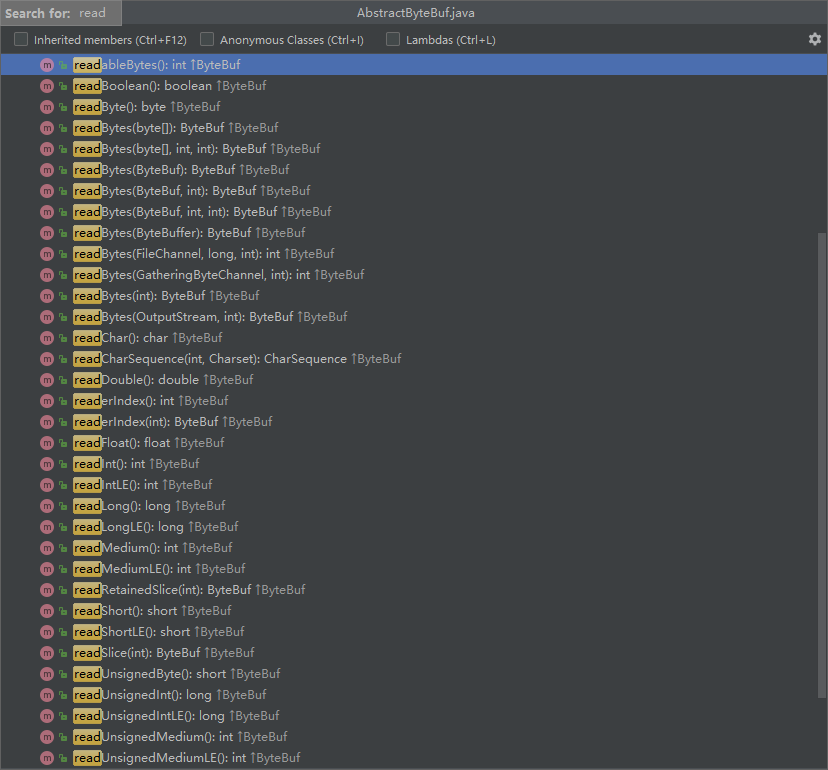 Search for: read AbstractByteBuf.java
Inherited members (Ctrl+F12) Anonymous Classes (Ctrl+I) Lambdas (Ctrl+L)
m readableBytes(): int ↑ByteBuf
m readBoolean(): boolean ↑ByteBuf
m readByte(): byte ↑ByteBuf
m readBytes(byte[]): ByteBuf ↑ByteBuf
m readBytes(byte[], int, int): ByteBuf ↑ByteBuf
m readBytes(ByteBuf): ByteBuf ↑ByteBuf
m readBytes(ByteBuf, int): ByteBuf ↑ByteBuf
m readBytes(ByteBuf, int, int): ByteBuf ↑ByteBuf
m readBytes(ByteBuffer): ByteBuf ↑ByteBuf
m readBytes(FileChannel, long, int): int ↑ByteBuf
m readBytes(GatheringByteChannel, int): int ↑ByteBuf
m readBytes(int): ByteBuf ↑ByteBuf
m readBytes(OutputStream, int): ByteBuf ↑ByteBuf
m readChar(): char ↑ByteBuf
m readCharSequence(int, Charset): CharSequence ↑ByteBuf
m readDouble(): double ↑ByteBuf
m readerIndex(): int ↑ByteBuf
m readerIndex(int): ByteBuf ↑ByteBuf
m readFloat(): float ↑ByteBuf
m readInt(): int ↑ByteBuf
m readIntLE(): int ↑ByteBuf
m readLong(): long ↑ByteBuf
m readLongLE(): long ↑ByteBuf
m readMedium(): int ↑ByteBuf
m readMediumLE(): int ↑ByteBuf
m readRetainedSlice(int): ByteBuf ↑ByteBuf
m readShort(): short ↑ByteBuf
m readShortLE(): short ↑ByteBuf
m readSlice(int): ByteBuf ↑ByteBuf
m readUnsignedByte(): short ↑ByteBuf
m readUnsignedInt(): long ↑ByteBuf
m readUnsignedIntLE(): long ↑ByteBuf
m readUnsignedMedium(): int ↑ByteBuf
m readUnsignedMediumLE(): int ↑ByteBuf